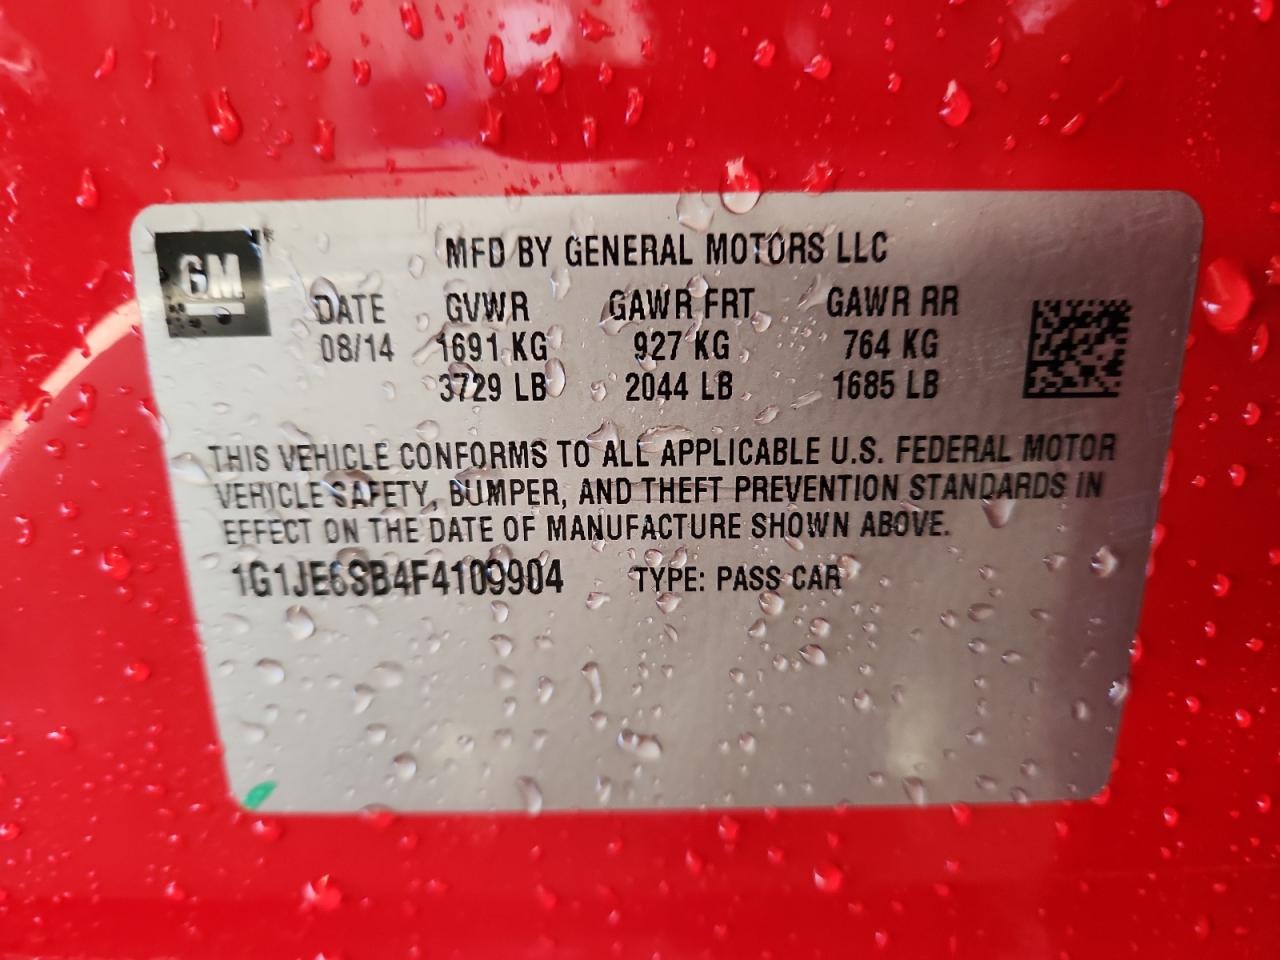 GM
MFD BY GENERAL MOTORS LLC
DATE GVWR GAWR FRT GAWR RR
08/14 1691 KG 927 KG 764 KG
3729 LB 2044 LB 1685 LB
THIS VEHICLE CONFORMS TO ALL APPLICABLE U.S. FEDERAL MOTOR
VEHICLE SAFETY, BUMPER, AND THEFT PREVENTION STANDARDS IN
EFFECT ON THE DATE OF MANUFACTURE SHOWN ABOVE.
1G1JE6SB4F4109904 TYPE: PASS CAR